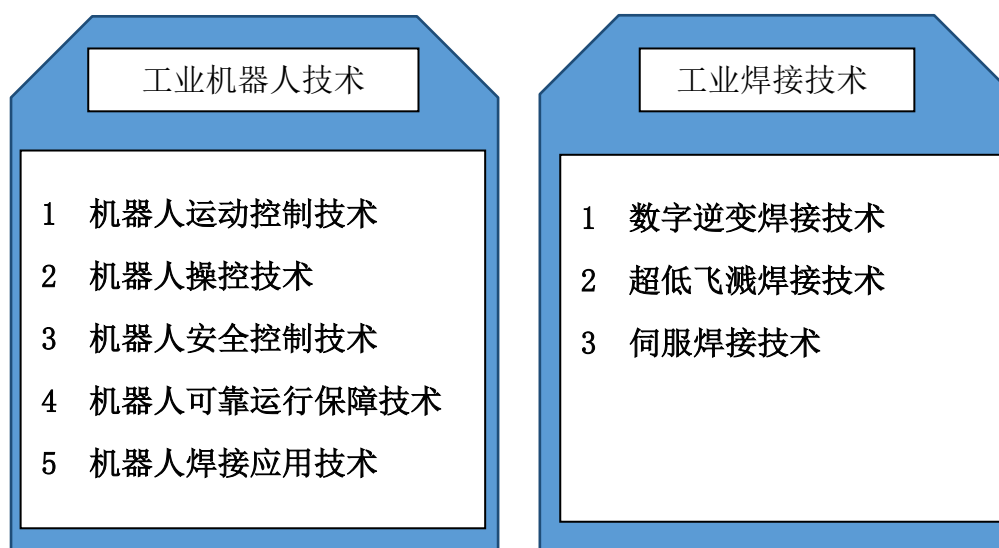 工业机器人技术
1 机器人运动控制技术
2 机器人操控技术
3 机器人安全控制技术
4 机器人可靠运行保障技术
5 机器人焊接应用技术
工业焊接技术
1 数字逆变焊接技术
2 超低飞溅焊接技术
3 伺服焊接技术